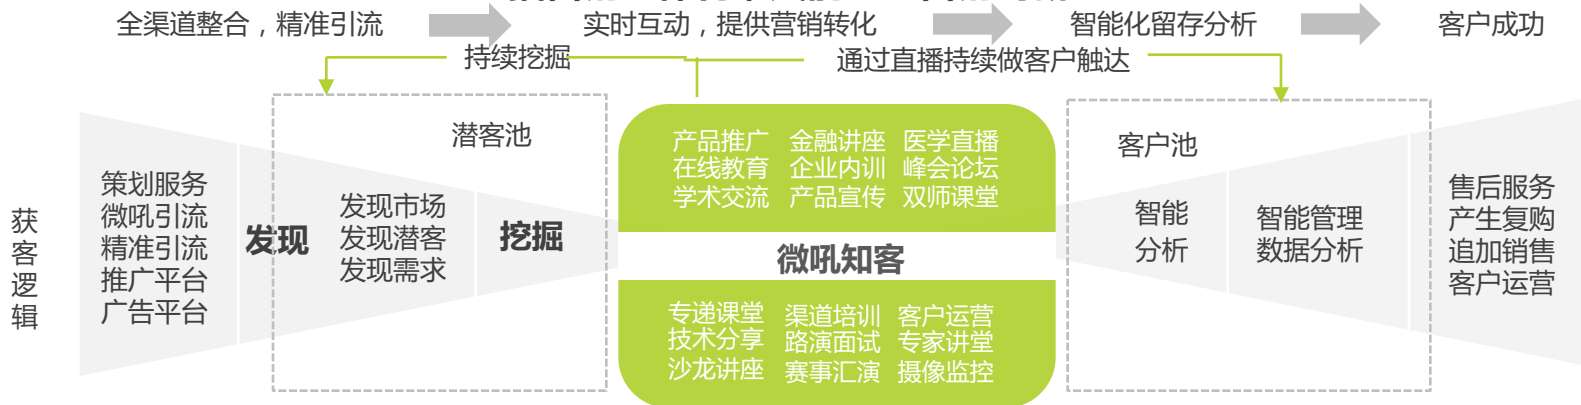 全渠道整合，精准引流
实时互动，提供营销转化
智能化留存分析
客户成功
持续挖掘
通过直播持续做客户触达
获客逻辑
策划服务
微吼引流
精准引流
推广平台
广告平台
发现
潜客池
发现市场
发现潜客
发现需求
挖掘
产品推广 金融讲座 医学直播
在线教育 企业内训 峰会论坛
学术交流 产品宣传 双师课堂
微吼知客
专递课堂 渠道培训 客户运营
技术分享 路演面试 专家讲堂
沙龙讲座 赛事汇演 摄像监控
客户池
智能
分析
智能管理
数据分析
售后服务
产生复购
追加销售
客户运营